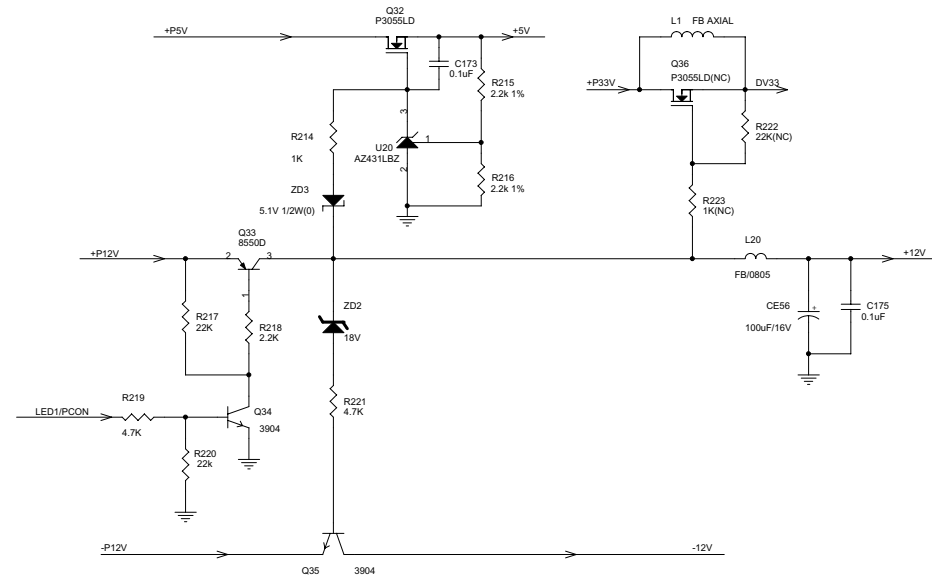 Q32
P3055LD
+P5V
+5V
C173
0.1uF
R215
2.2k 1%
R214
1K
3
1
U20
AZ431LBZ
2
R216
2.2k 1%
ZD3
5.1V 1/2W(0)
L1 FB AXIAL
Q36
P3055LD(NC)
+P33V
DV33
R222
22K(NC)
R223
1K(NC)
Q33
8550D
+P12V
2
3
1
L20
FB/0805
+12V
R217
22K
R218
2.2K
ZD2
18V
CE56
+
100uF/16V
C175
0.1uF
R219
LED1/PCON
4.7K
Q34
3904
R221
4.7K
R220
22k
-P12V
-12V
Q35
3904